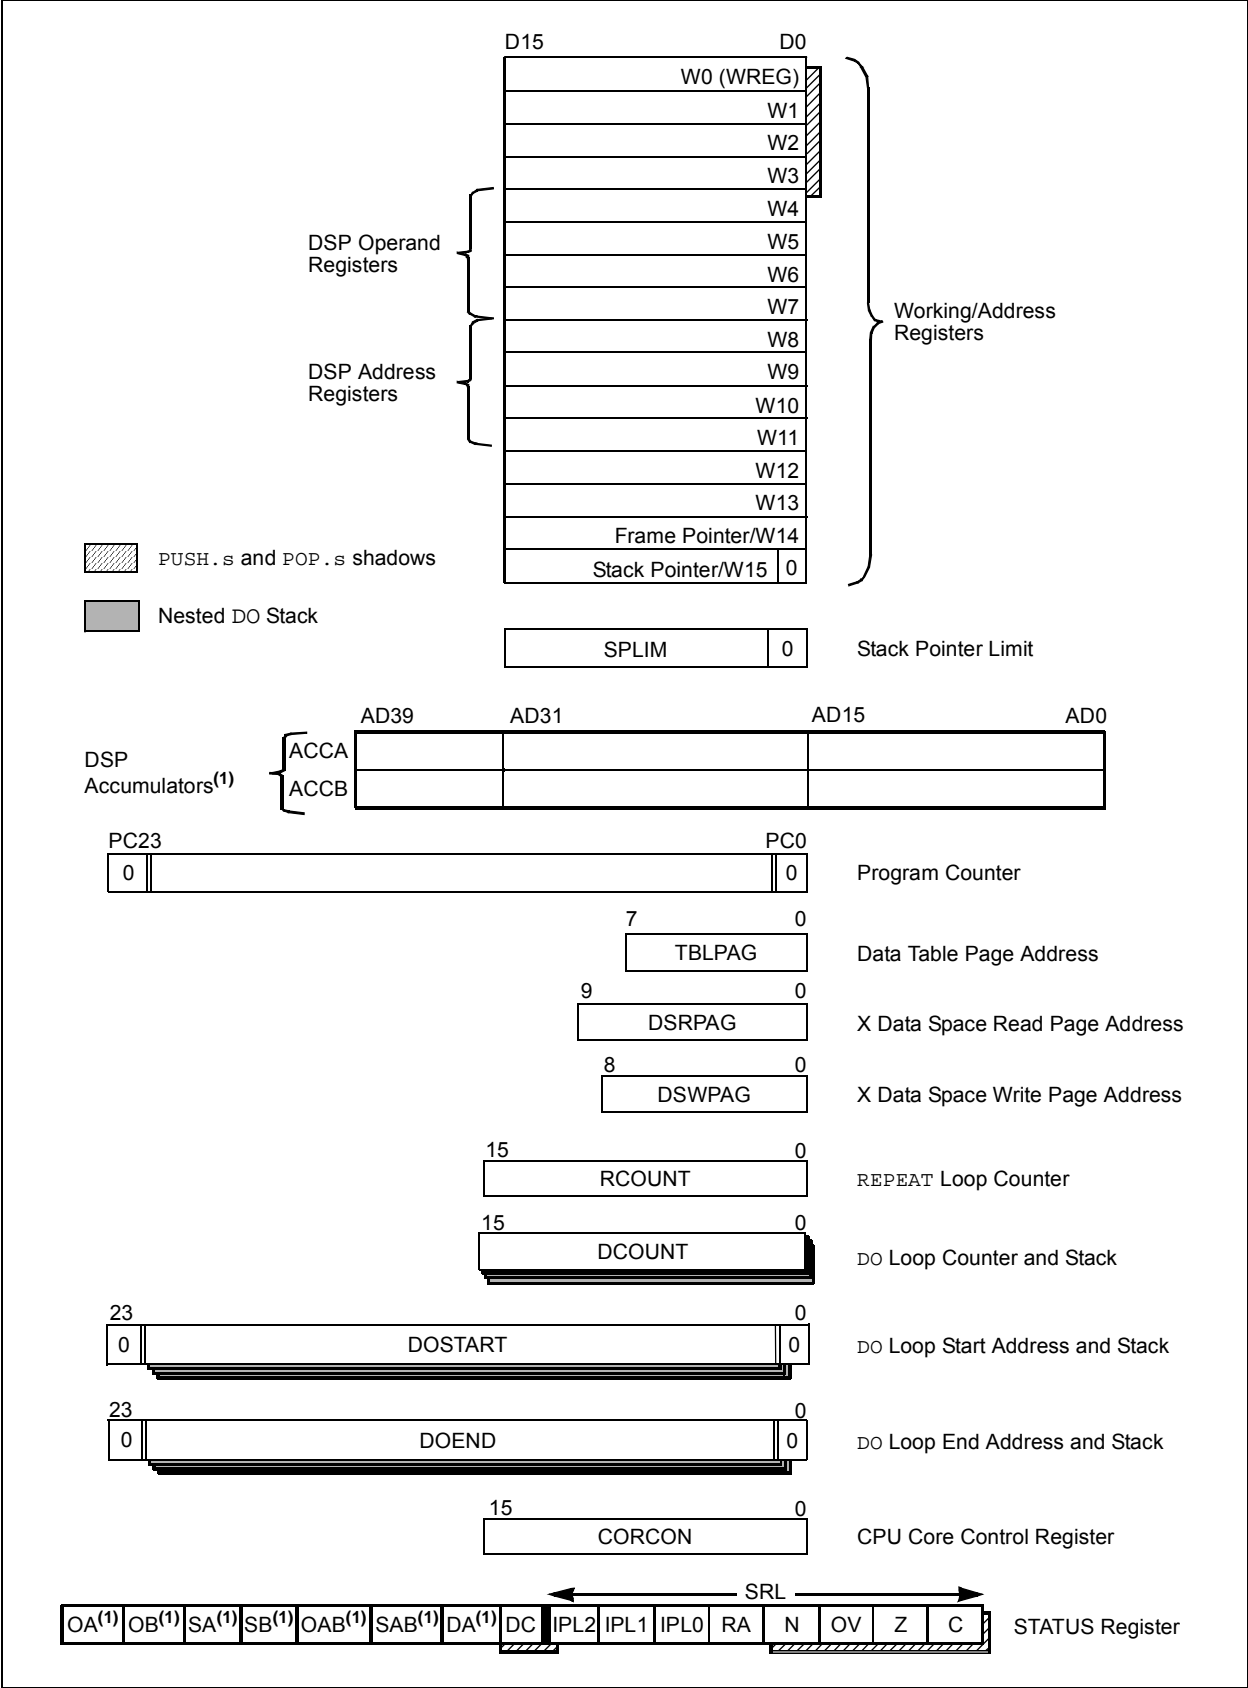 D15 D0
W0 (WREG)
W1
W2
W3
W4
DSP Operand
Registers
W5
W6
W7
Working/Address
Registers
W8
DSP Address
Registers
W9
W10
W11
W12
W13
Frame Pointer/W14
PUSH.s and POP.s shadows
Stack Pointer/W15 0
Nested DO Stack
SPLIM 0 Stack Pointer Limit
AD39 AD31 AD15 AD0
DSP
Accumulators(1)
ACCA
ACCB
PC23 PC0
0 0 Program Counter
7 0
TBLPAG Data Table Page Address
9 0
DSRPAG X Data Space Read Page Address
8 0
DSWPAG X Data Space Write Page Address
15 0
RCOUNT REPEAT Loop Counter
15 0
DCOUNT DO Loop Counter and Stack
23 0
0 DOSTART 0 DO Loop Start Address and Stack
23 0
0 DOEND 0 DO Loop End Address and Stack
15 0
CORCON CPU Core Control Register
SRL
OA(1) OB(1) SA(1) SB(1) OAB(1) SAB(1) DA(1) DC IPL2 IPL1 IPL0 RA N OV Z C STATUS Register